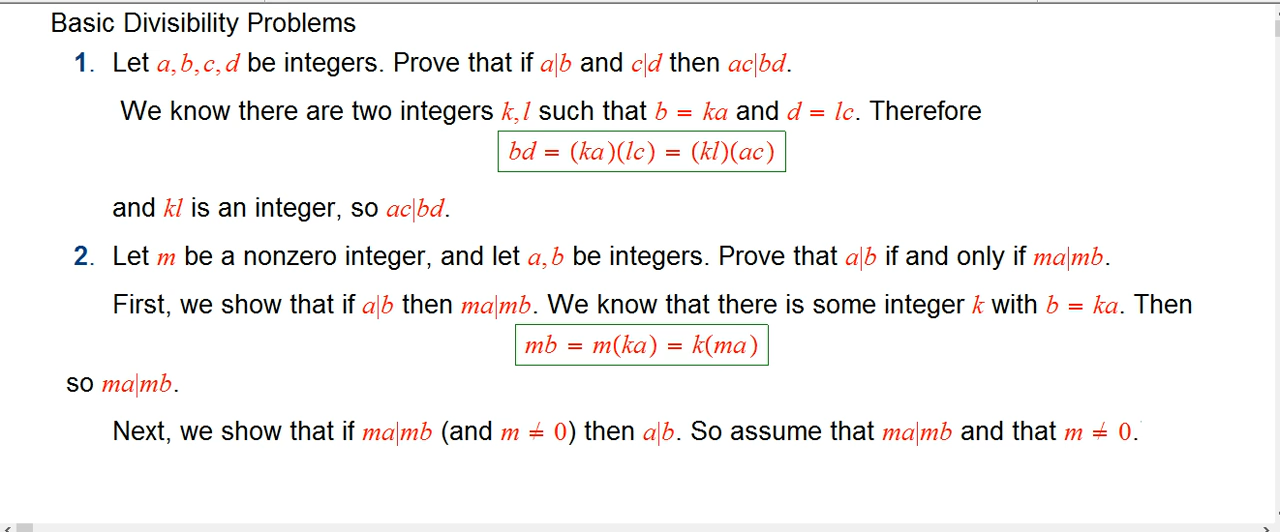 Basic Divisibility Problems
1. Let a, b, c, d be integers. Prove that if a|b and c|d then ac|bd.
We know there are two integers k, l such that b = ka and d = lc. Therefore
bd = (ka)(lc) = (kl)(ac)
and kl is an integer, so ac|bd.
2. Let m be a nonzero integer, and let a, b be integers. Prove that a|b if and only if ma|mb.
First, we show that if a|b then ma|mb. We know that there is some integer k with b = ka. Then
mb = m(ka) = k(ma)
so ma|mb.
Next, we show that if ma|mb (and m ≠ 0) then a|b. So assume that ma|mb and that m ≠ 0.